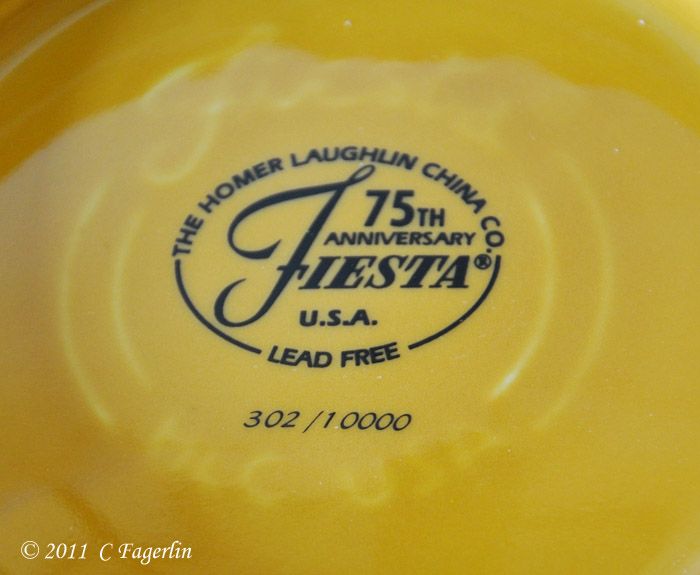 THE HOMER LAUGHLIN CHINA CO.
75TH
ANNIVERSARY
FIESTA®
U.S.A.
LEAD FREE
302/10000
© 2011 C Fagerlin